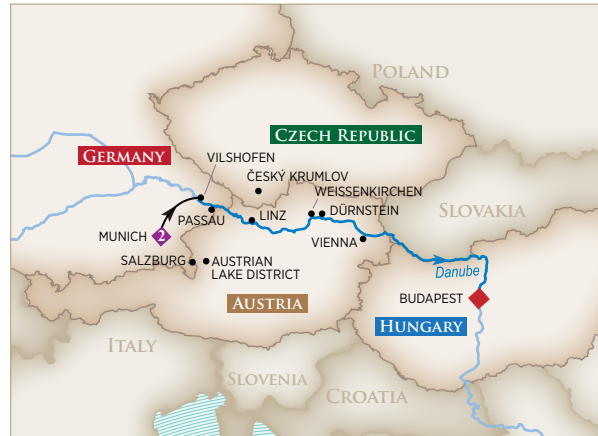 POLAND
CZECH REPUBLIC
GERMANY
VILSHOFEN
ČESKÝ KRUMLOV
WEISSENKIRCHEN
PASSAU
LINZ
DÜRNSTEIN
SLOVAKIA
MUNICH
2
VIENNA
SALZBURG
AUSTRIAN
LAKE DISTRICT
Danube
AUSTRIA
BUDAPEST
HUNGARY
ITALY
SLOVENIA
CROATIA